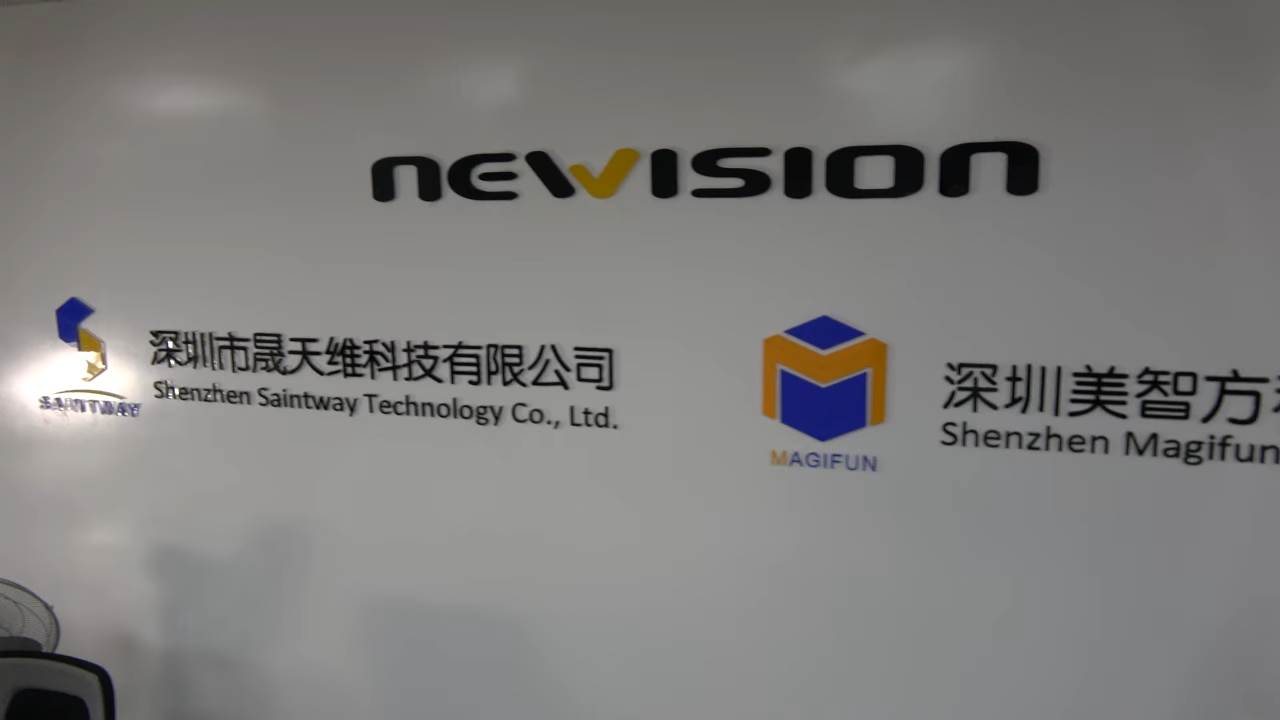 NEWISION
深圳市晟天维科技有限公司
Shenzhen Saintway Technology Co., Ltd.
SAINTWAY
MAGIFUN
深圳美智方
Shenzhen Magifun